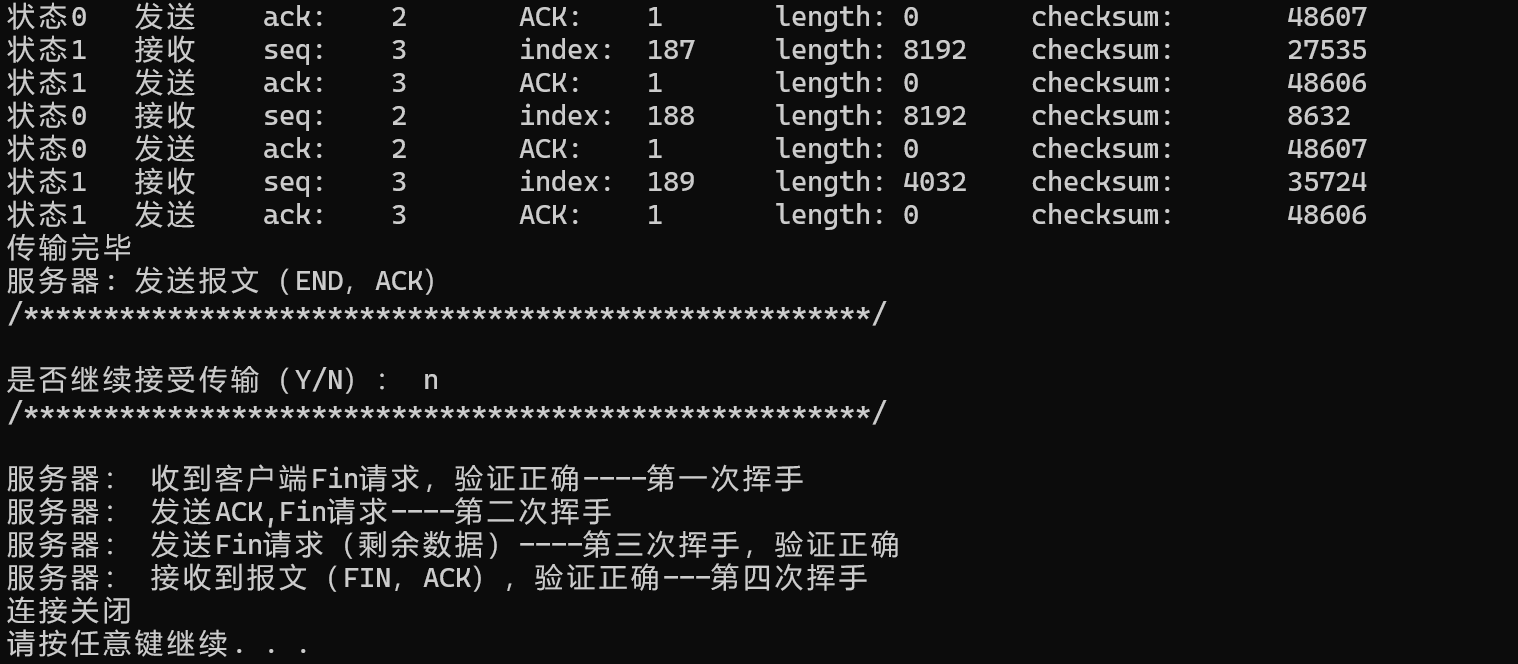 状态0 发送 ack: 2 ACK: 1 length: 0 checksum: 48607
状态1 接收 seq: 3 index: 187 length: 8192 checksum: 27535
状态1 发送 ack: 3 ACK: 1 length: 0 checksum: 48606
状态0 接收 seq: 2 index: 188 length: 8192 checksum: 8632
状态0 发送 ack: 2 ACK: 1 length: 0 checksum: 48607
状态1 接收 seq: 3 index: 189 length: 4032 checksum: 35724
状态1 发送 ack: 3 ACK: 1 length: 0 checksum: 48606
传输完毕
服务器：发送报文（END，ACK）
/*****************************************************/
是否继续接受传输（Y/N）： n
/*****************************************************/
服务器： 收到客户端Fin请求，验证正确----第一次挥手
服务器： 发送ACK,Fin请求----第二次挥手
服务器： 发送Fin请求（剩余数据）----第三次挥手，验证正确
服务器： 接收到报文（FIN，ACK），验证正确---第四次挥手
连接关闭
请按任意键继续. . .